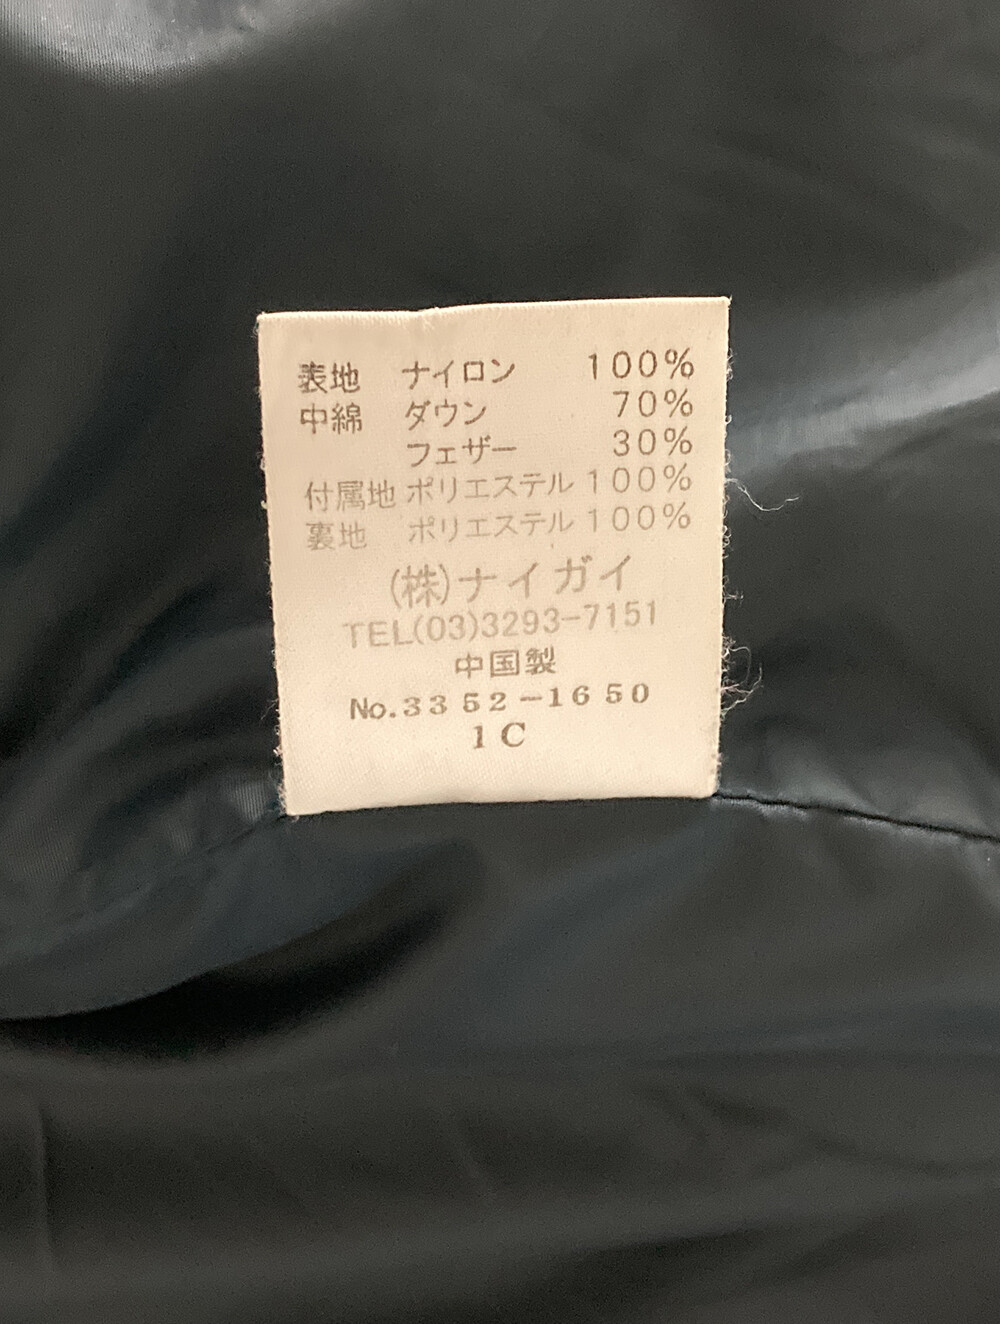 表地 ナイロン 100%
中綿 ダウン 70%
フェザー 30%
付属地 ポリエステル 100%
裏地 ポリエステル 100%
(株)ナイガイ
TEL(03)3293-7151
中国製
No.3352-1650
1C